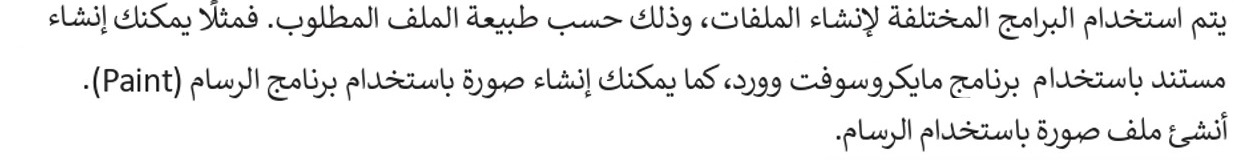 يتم استخدام البرامج المختلفة لإنشاء الملفات، وذلك حسب طبيعة الملف المطلوب. فمثلًا يمكنك إنشاء
مستند باستخدام برنامج مايكروسوفت وورد، كما يمكنك إنشاء صورة باستخدام برنامج الرسام (Paint).
أنشئ ملف صورة باستخدام الرسام.